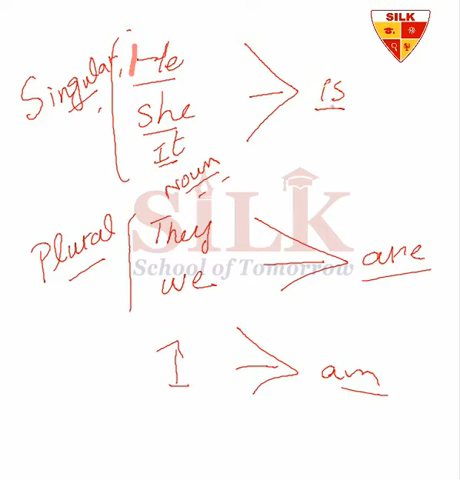 SILK
Singular He
She is
It
Noun
SILK
Plural They
School of Tomorrow are
we
I am